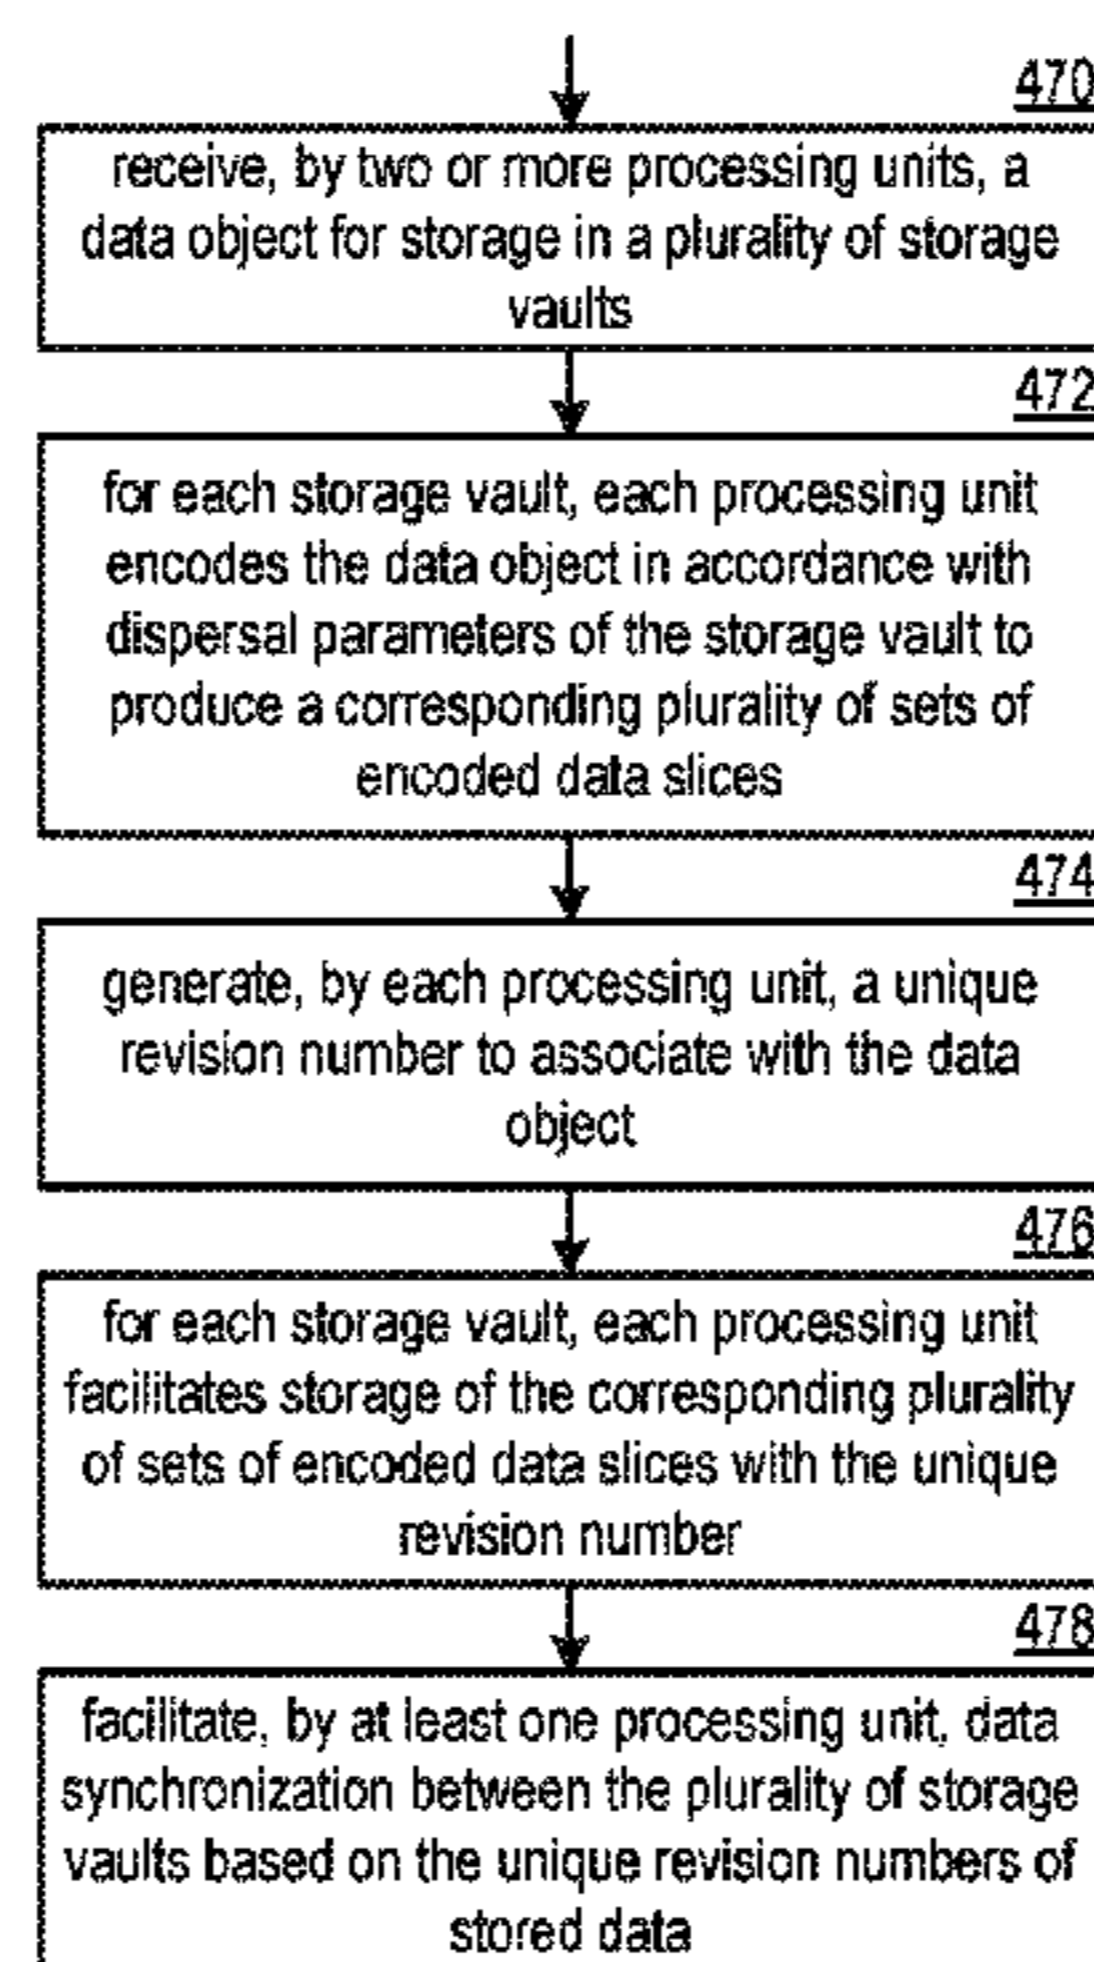 470
receive, by two or more processing units, a
data object for storage in a plurality of storage
vaults
472
for each storage vault, each processing unit
encodes the data object in accordance with
dispersal parameters of the storage vault to
produce a corresponding plurality of sets of
encoded data slices
474
generate, by each processing unit, a unique
revision number to associate with the data
object
476
for each storage vault, each processing unit
facilitates storage of the corresponding plurality
of sets of encoded data slices with the unique
revision number
478
facilitate, by at least one processing unit, data
synchronization between the plurality of storage
vaults based on the unique revision numbers of
stored data